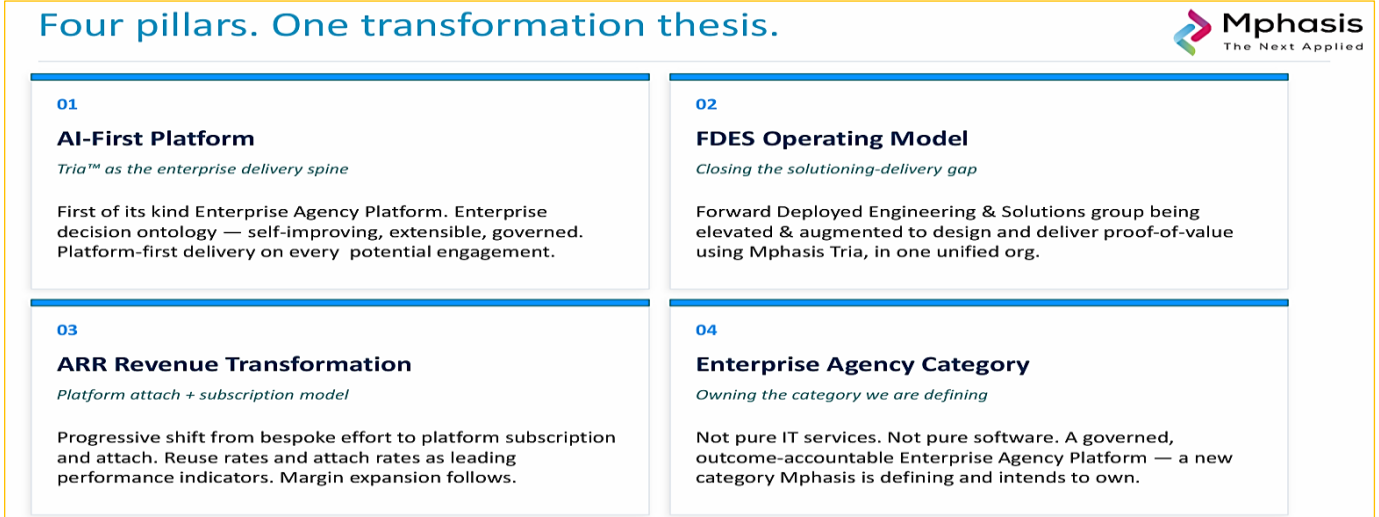 Four pillars. One transformation thesis.
Mphasis
The Next Applied
01
AI-First Platform
Tria™ as the enterprise delivery spine
First of its kind Enterprise Agency Platform. Enterprise
decision ontology — self-improving, extensible, governed.
Platform-first delivery on every  potential engagement.
02
FDES Operating Model
Closing the solutioning-delivery gap
Forward Deployed Engineering & Solutions group being
elevated & augmented to design and deliver proof-of-value
using Mphasis Tria, in one unified org.
03
ARR Revenue Transformation
Platform attach + subscription model
Progressive shift from bespoke effort to platform subscription
and attach. Reuse rates and attach rates as leading
performance indicators. Margin expansion follows.
04
Enterprise Agency Category
Owning the category we are defining
Not pure IT services. Not pure software. A governed,
outcome-accountable Enterprise Agency Platform — a new
category Mphasis is defining and intends to own.